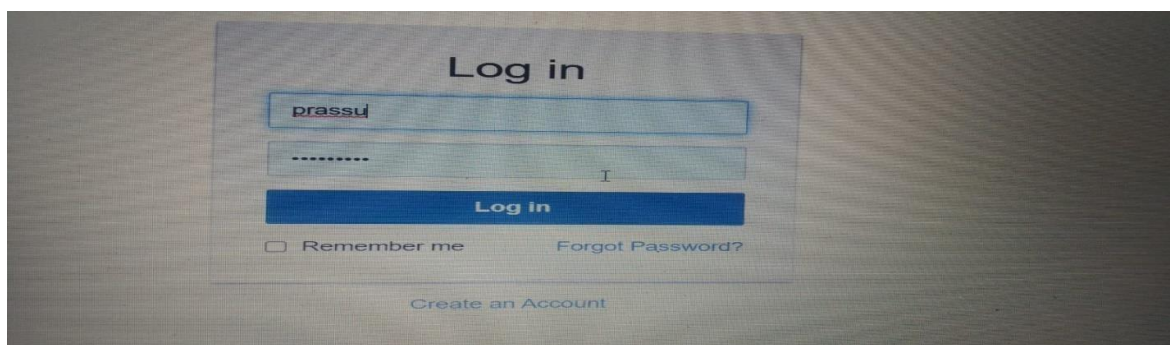 Log in
prassu
•••••••••
Log in
Remember me Forgot Password?
Create an Account